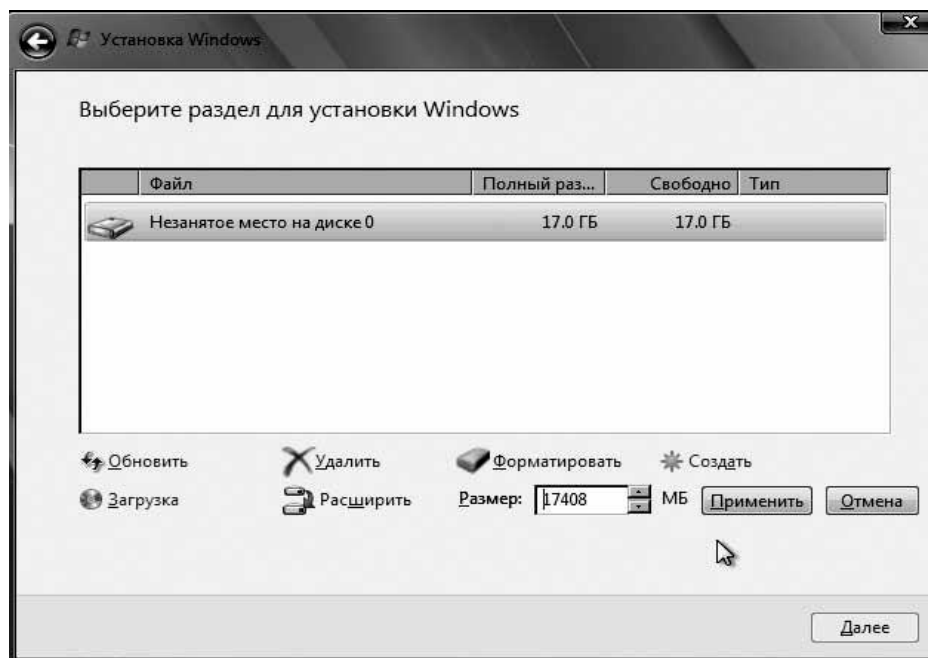 Установка Windows
Выберите раздел для установки Windows
Файл Полный раз... Свободно Тип
Незанятое место на диске 0 17.0 ГБ 17.0 ГБ
Обновить Удалить Форматировать Создать
Загрузка Расширить Размер: 17408 МБ Применить Отмена
Далее